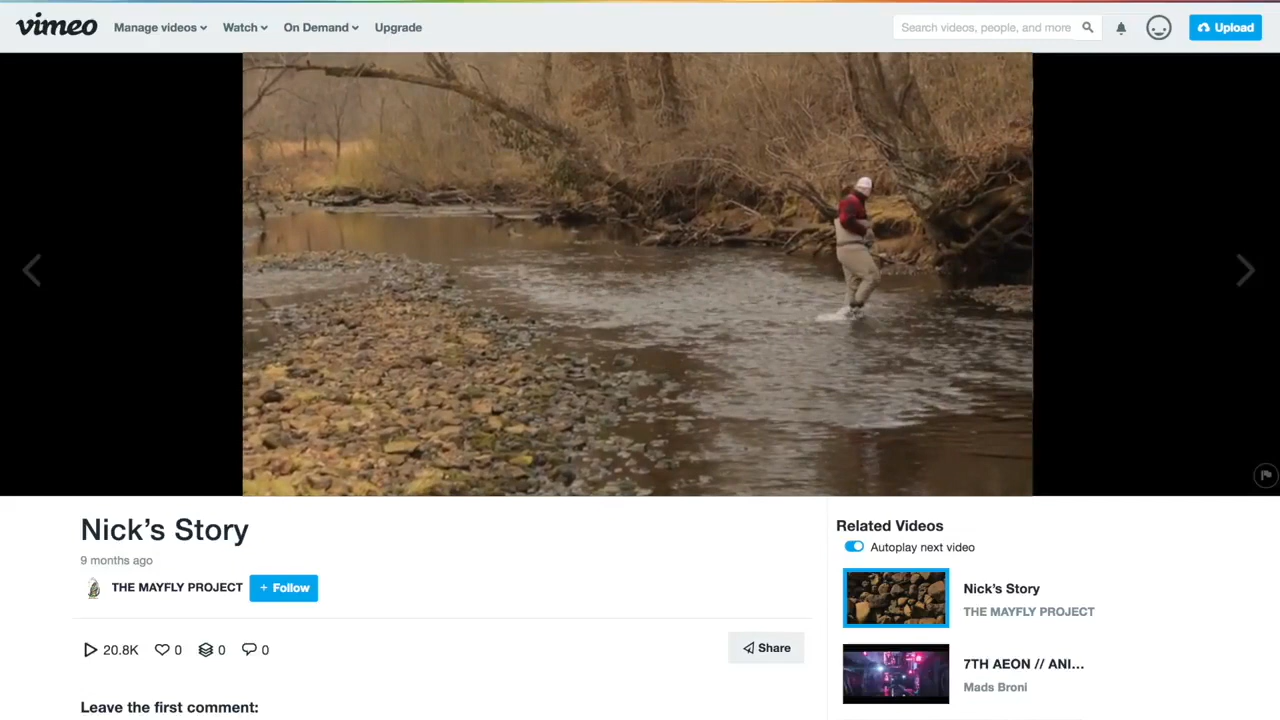 vimeo Manage videos Watch On Demand Upgrade Search videos, people, and more Upload
Nick's Story
9 months ago
THE MAYFLY PROJECT + Follow
20.8K 0 0 0 Share
Leave the first comment:
Related Videos
Autoplay next video
Nick's Story
THE MAYFLY PROJECT
7TH AEON // ANI...
Mads Broni